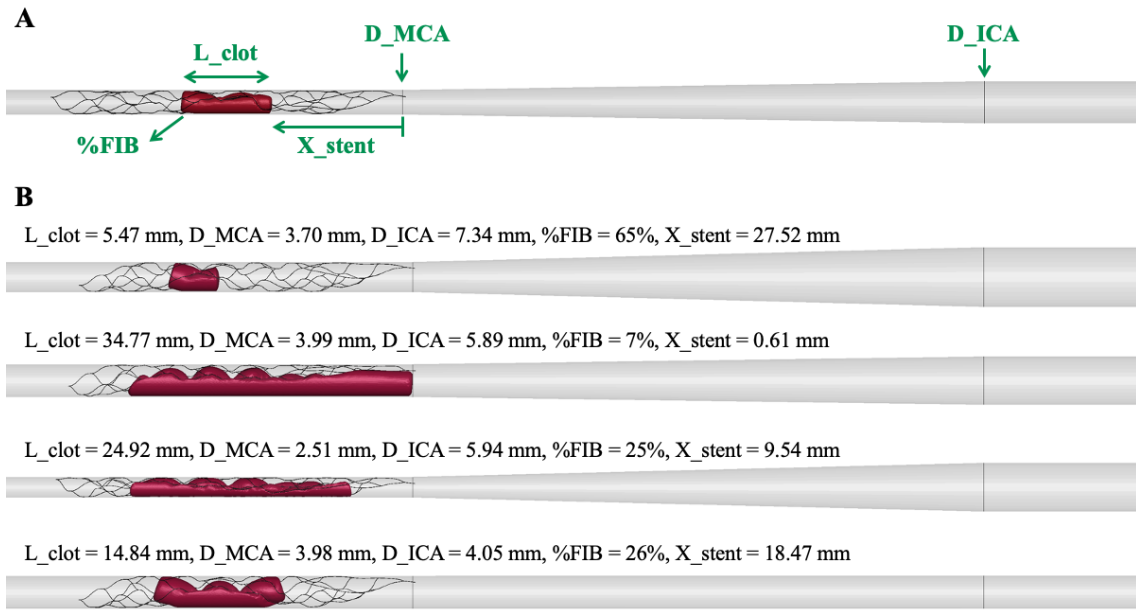 A
D_MCA
D_ICA
L_clot
%FIB
X_stent
B
L_clot = 5.47 mm, D_MCA = 3.70 mm, D_ICA = 7.34 mm, %FIB = 65%, X_stent = 27.52 mm
L_clot = 34.77 mm, D_MCA = 3.99 mm, D_ICA = 5.89 mm, %FIB = 7%, X_stent = 0.61 mm
L_clot = 24.92 mm, D_MCA = 2.51 mm, D_ICA = 5.94 mm, %FIB = 25%, X_stent = 9.54 mm
L_clot = 14.84 mm, D_MCA = 3.98 mm, D_ICA = 4.05 mm, %FIB = 26%, X_stent = 18.47 mm